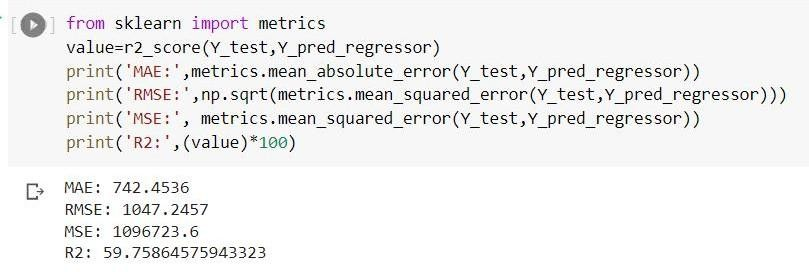 from sklearn import metrics
value=r2_score(Y_test,Y_pred_regressor)
print('MAE:',metrics.mean_absolute_error(Y_test,Y_pred_regressor))
print('RMSE:',np.sqrt(metrics.mean_squared_error(Y_test,Y_pred_regressor)))
print('MSE:', metrics.mean_squared_error(Y_test,Y_pred_regressor))
print('R2:',(value)*100)
MAE: 742.4536
RMSE: 1047.2457
MSE: 1096723.6
R2: 59.75864575943323